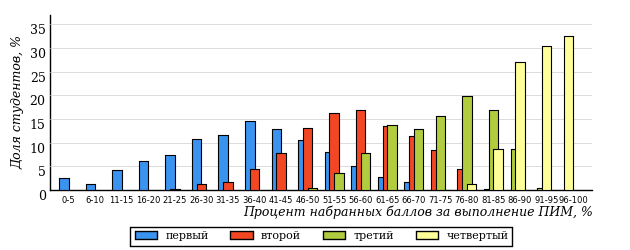 Доля студентов, %
35
30
25
20
15
10
5
0
0-5 6-10 11-15 16-20 21-25 26-30 31-35 36-40 41-45 46-50 51-55 56-60 61-65 66-70 71-75 76-80 81-85 86-90 91-95 96-100
Процент набранных баллов за выполнение ПИМ, %
первый второй третий четвертый